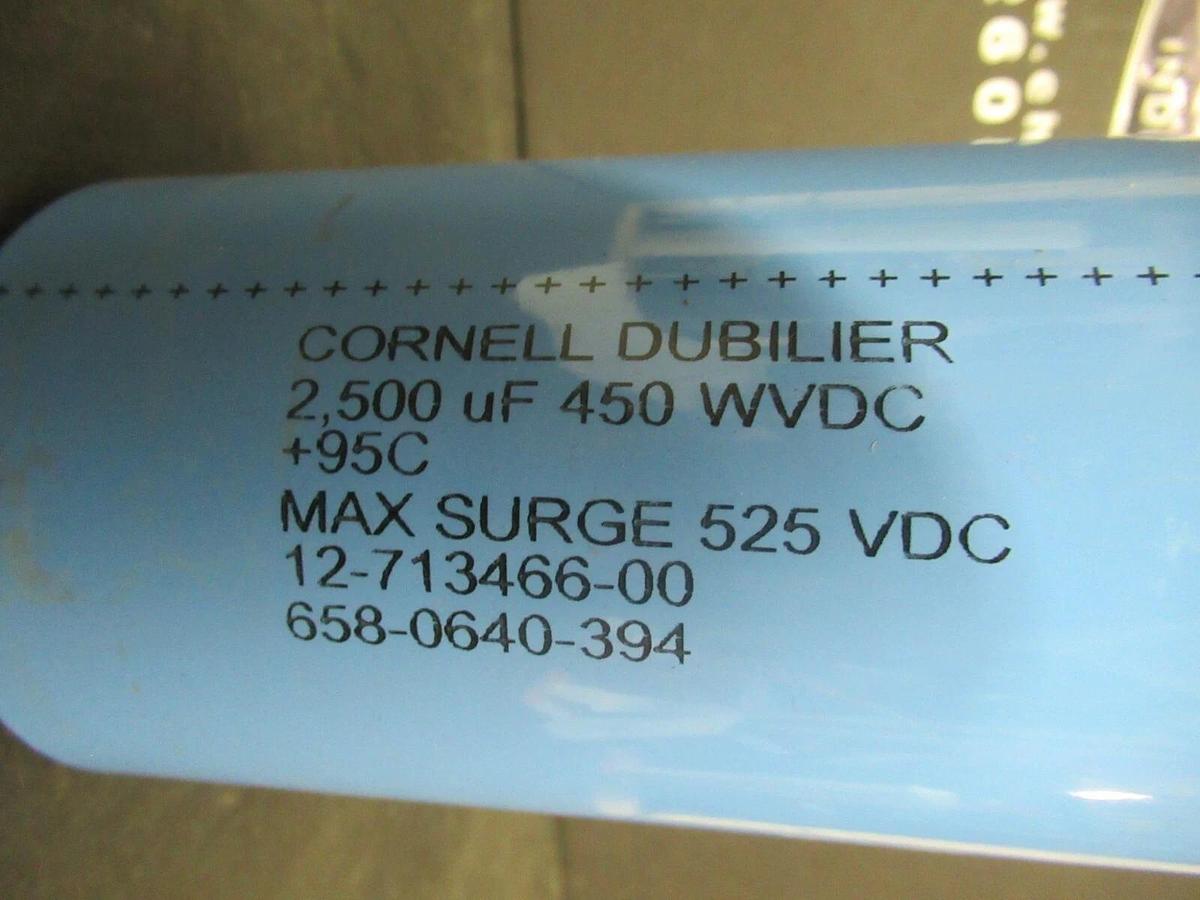 + + + + + + + + + + + + + + + + + + + + + + + + + +
CORNELL DUBILIER
2,500 uF 450 WVDC
+95C
MAX SURGE 525 VDC
12-713466-00
658-0640-394